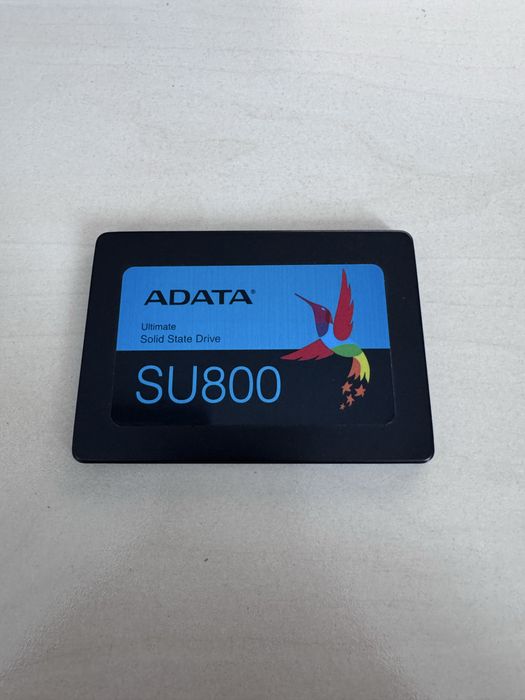 ADATA®
Ultimate
Solid State Drive
SU800